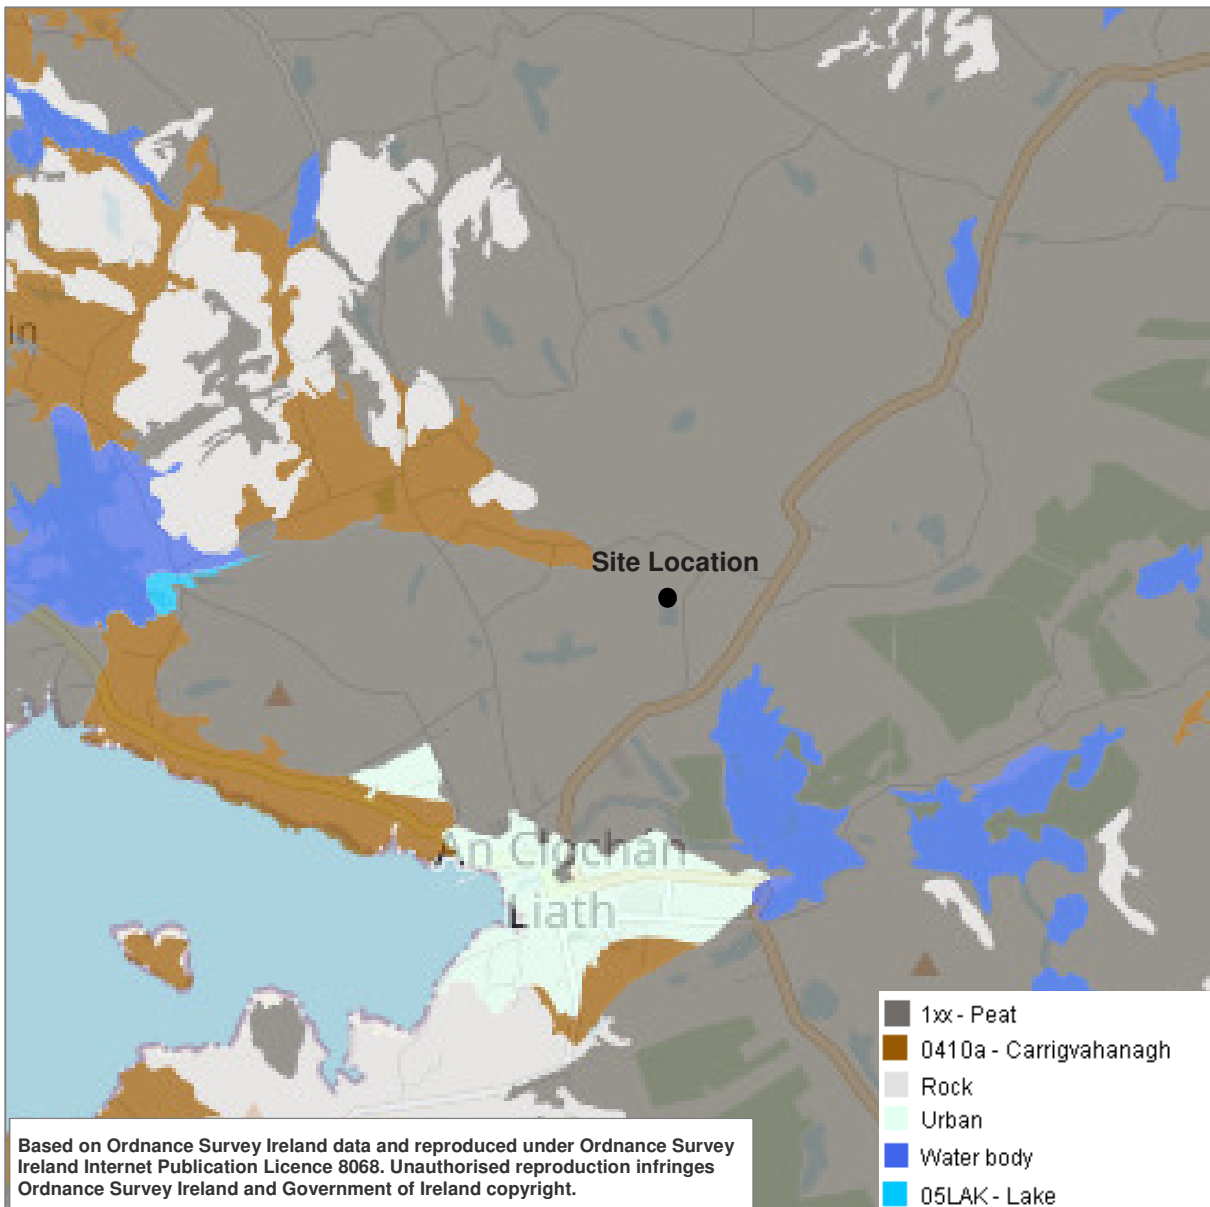 in
Site Location
An Clochán
Liath
1xx - Peat
0410a - Carrigvahanagh
Rock
Urban
Water body
05LAK - Lake
Based on Ordnance Survey Ireland data and reproduced under Ordnance Survey
Ireland Internet Publication Licence 8068. Unauthorised reproduction infringes
Ordnance Survey Ireland and Government of Ireland copyright.